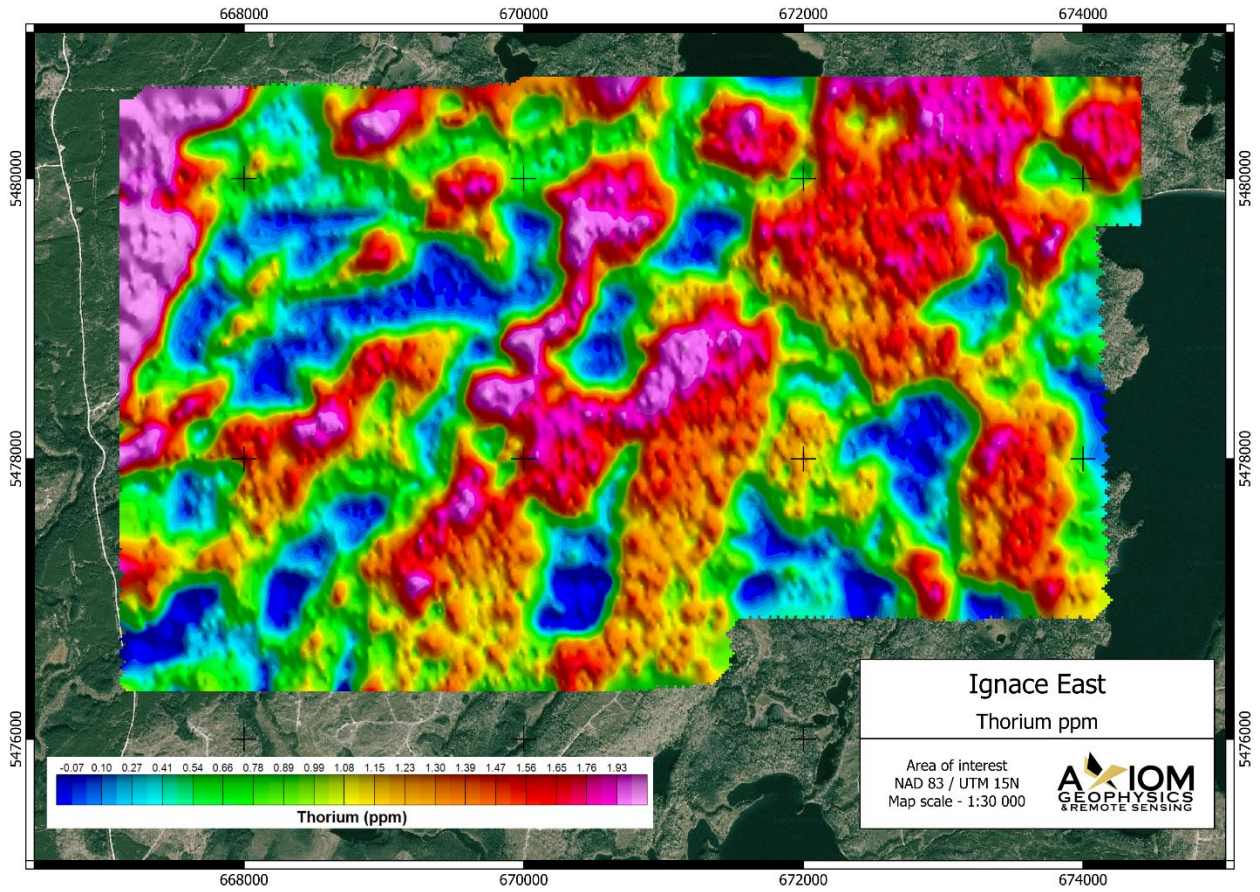 668000 670000 672000 674000
5480000 5480000
5478000 5478000
5476000 5476000
Ignace East
Thorium ppm
Area of interest
NAD 83 / UTM 15N
Map scale - 1:30 000
AXIOM
GEOPHYSICS
& REMOTE SENSING
-0.07 0.10 0.27 0.41 0.54 0.66 0.78 0.89 0.99 1.08 1.15 1.23 1.30 1.39 1.47 1.56 1.65 1.76 1.93
Thorium (ppm)
668000 670000 672000 674000